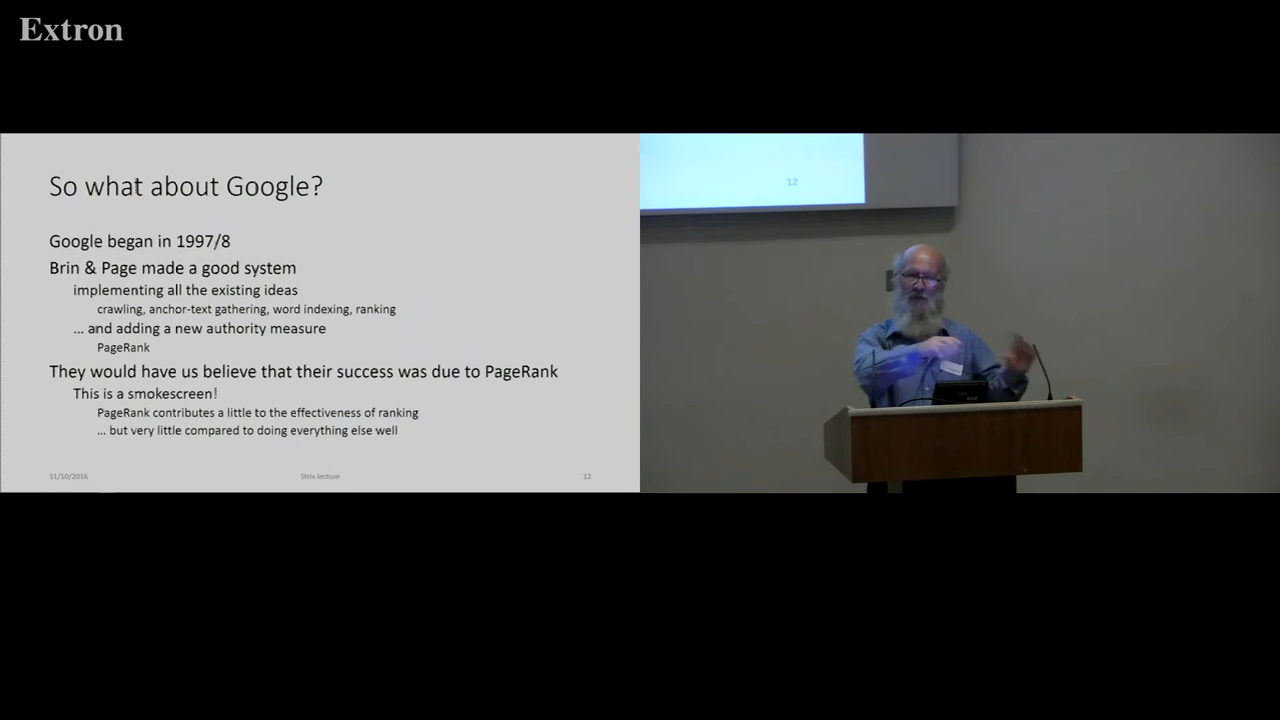 Extron
So what about Google?
Google began in 1997/8
Brin & Page made a good system
implementing all the existing ideas
crawling, anchor-text gathering, word indexing, ranking
... and adding a new authority measure
PageRank
They would have us believe that their success was due to PageRank
This is a smokescreen!
PageRank contributes a little to the effectiveness of ranking
... but very little compared to doing everything else well
31/10/2016
Strix lecture
12
12